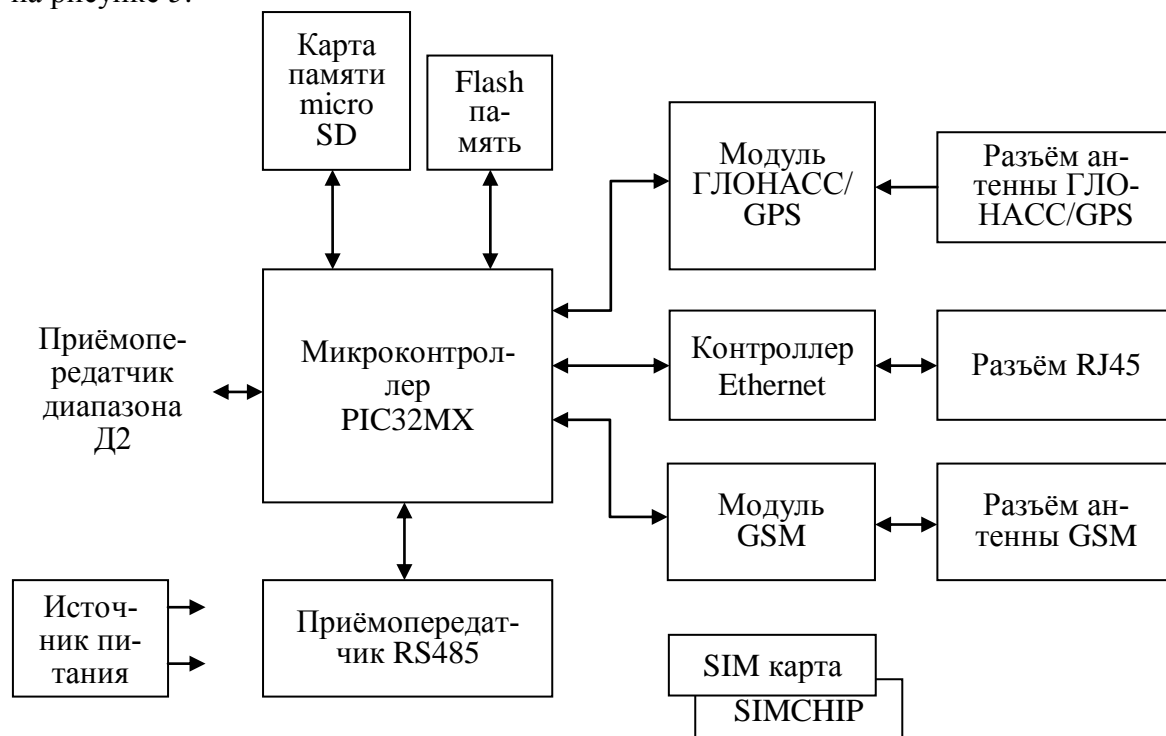 на рисунке 3.
Карта
памяти
micro
SD
Flash
па-
мять
Модуль
ГЛОНАСС/
GPS
Разъём ан-
тенны ГЛО-
НАСС/GPS
Приёмопе-
редатчик
диапазона
Д2
Микроконтрол-
лер
PIC32MX
Контроллер
Ethernet
Разъём RJ45
Модуль
GSM
Разъём ан-
тенны GSM
Источ-
ник пи-
тания
Приёмопередат-
чик RS485
SIM карта
SIMCHIP